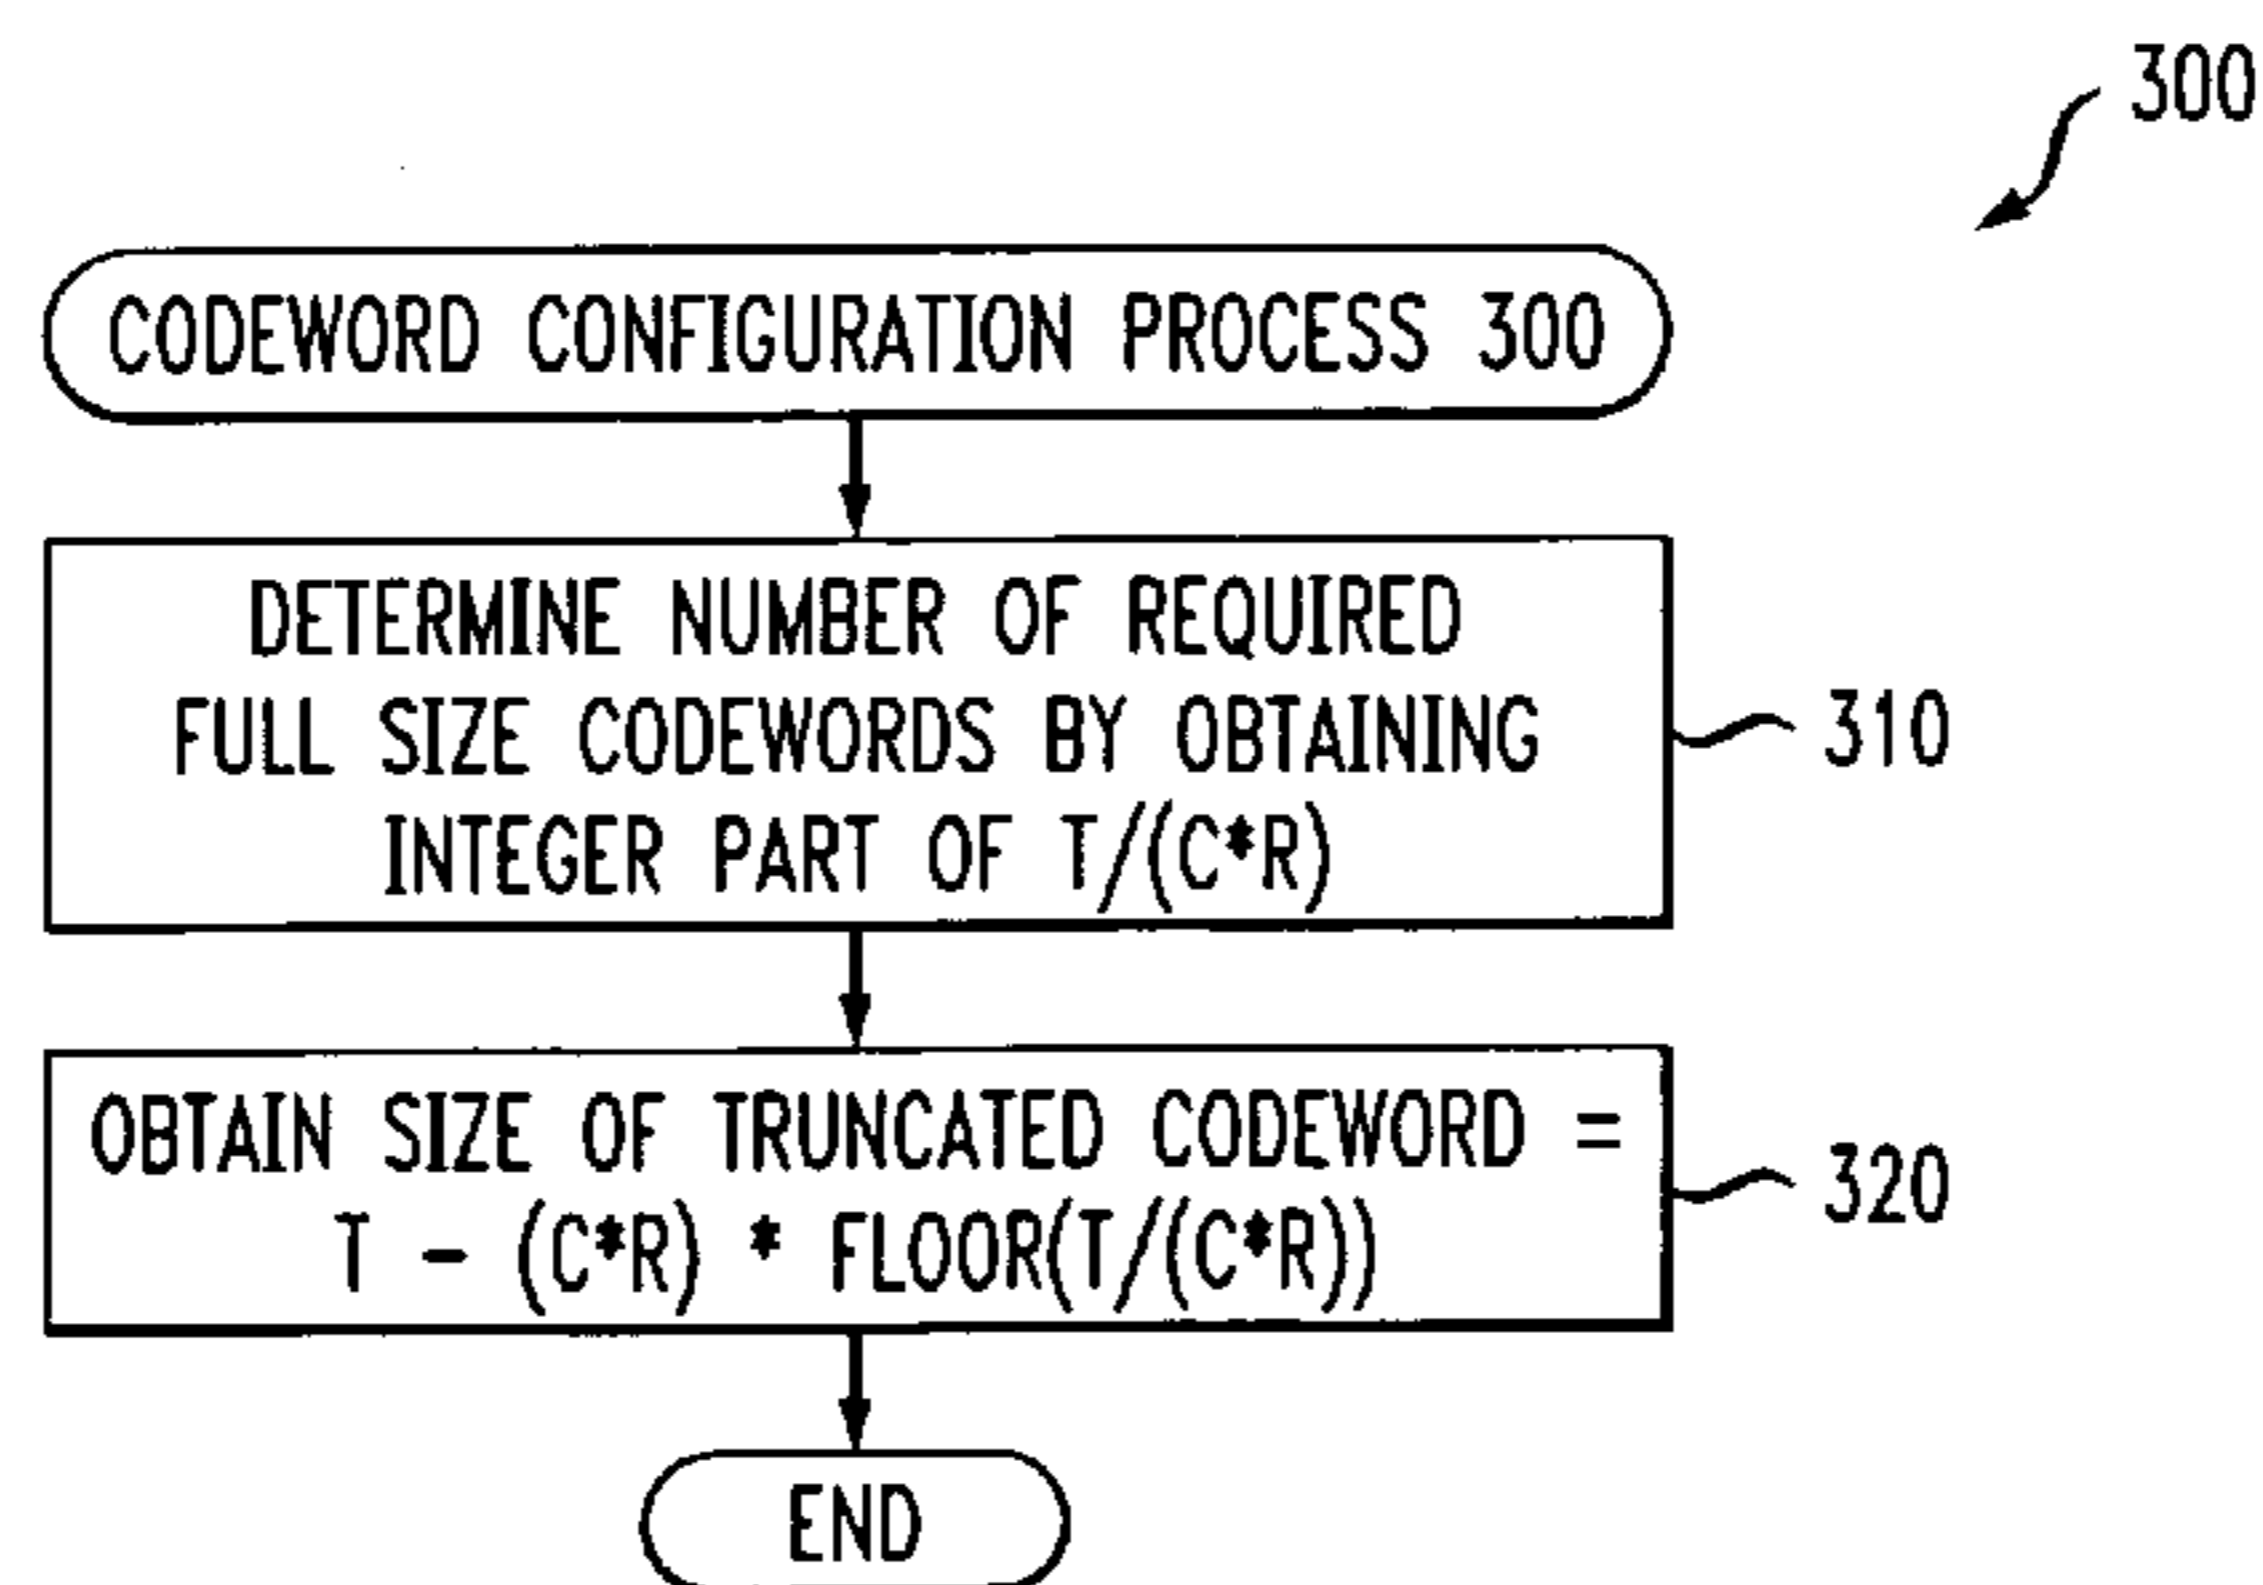 300
CODEWORD CONFIGURATION PROCESS 300
DETERMINE NUMBER OF REQUIRED
FULL SIZE CODEWORDS BY OBTAINING
INTEGER PART OF T/(C*R)
310
OBTAIN SIZE OF TRUNCATED CODEWORD =
T - (C*R) * FLOOR(T/(C*R))
320
END